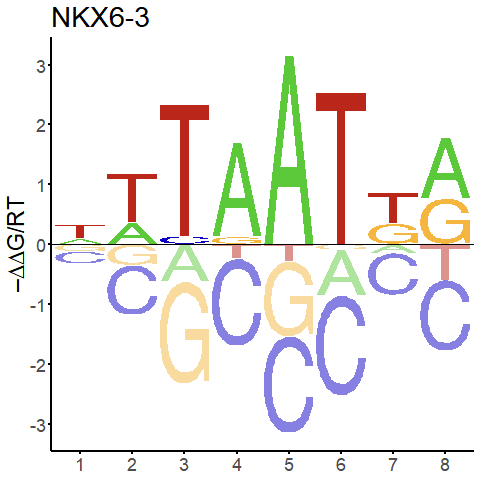 NKX6-3
−ΔΔG/RT
3
2
1
0
-1
-2
-3
T T T A A T T A
A A C G G G
G G A T T A A T
C C G C G C C C
C
1 2 3 4 5 6 7 8